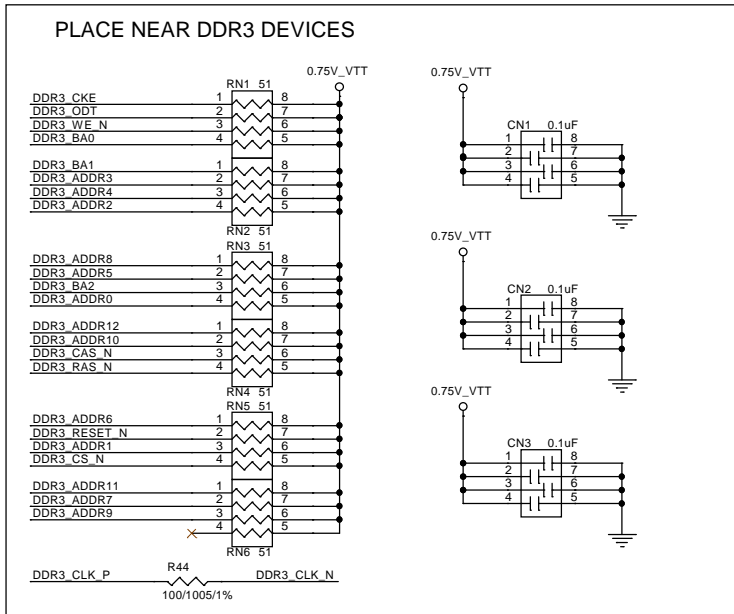 PLACE NEAR DDR3 DEVICES
0.75V_VTT
RN1 51
DDR3_CKE 1 8
DDR3_ODT 2 7
DDR3_WE_N 3 6
DDR3_BA0 4 5
DDR3_BA1 1 8
DDR3_ADDR3 2 7
DDR3_ADDR4 3 6
DDR3_ADDR2 4 5
RN2 51
RN3 51
DDR3_ADDR8 1 8
DDR3_ADDR5 2 7
DDR3_BA2 3 6
DDR3_ADDR0 4 5
DDR3_ADDR12 1 8
DDR3_ADDR10 2 7
DDR3_CAS_N 3 6
DDR3_RAS_N 4 5
RN4 51
RN5 51
DDR3_ADDR6 1 8
DDR3_RESET_N 2 7
DDR3_ADDR1 3 6
DDR3_CS_N 4 5
DDR3_ADDR11 1 8
DDR3_ADDR7 2 7
DDR3_ADDR9 3 6
4 5
RN6 51
R44
DDR3_CLK_P DDR3_CLK_N
100/1005/1%
0.75V_VTT
CN1 0.1uF
1 8
2 7
3 6
4 5
0.75V_VTT
CN2 0.1uF
1 8
2 7
3 6
4 5
0.75V_VTT
CN3 0.1uF
1 8
2 7
3 6
4 5